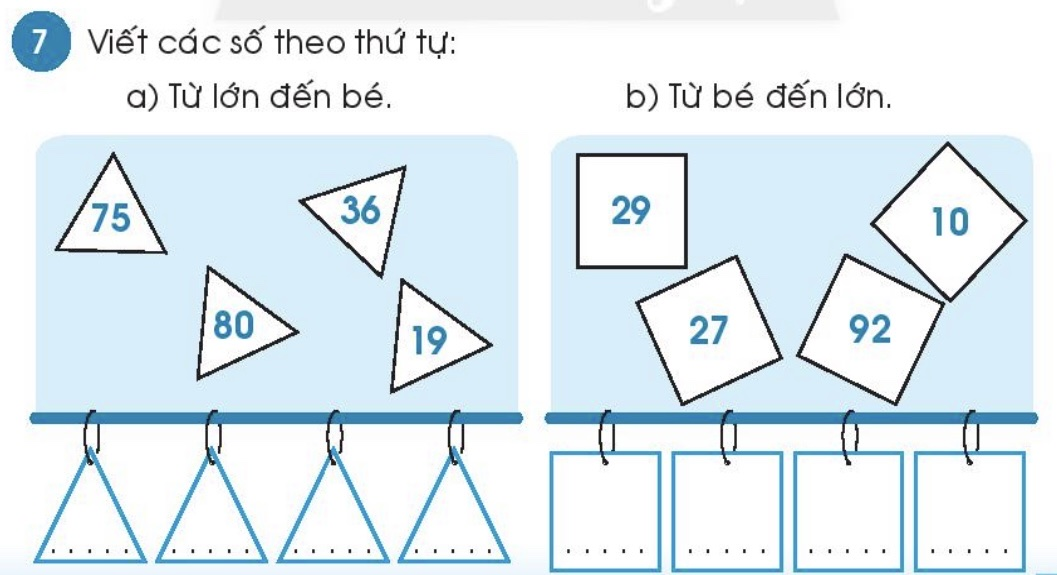 7 Viết các số theo thứ tự:
a) Từ lớn đến bé.
b) Từ bé đến lớn.
75
36
80
19
29
10
27
92
. . . . . . . . . . . . . . . . . . . .
. . . . . . . . . . . . . . . . . . . .